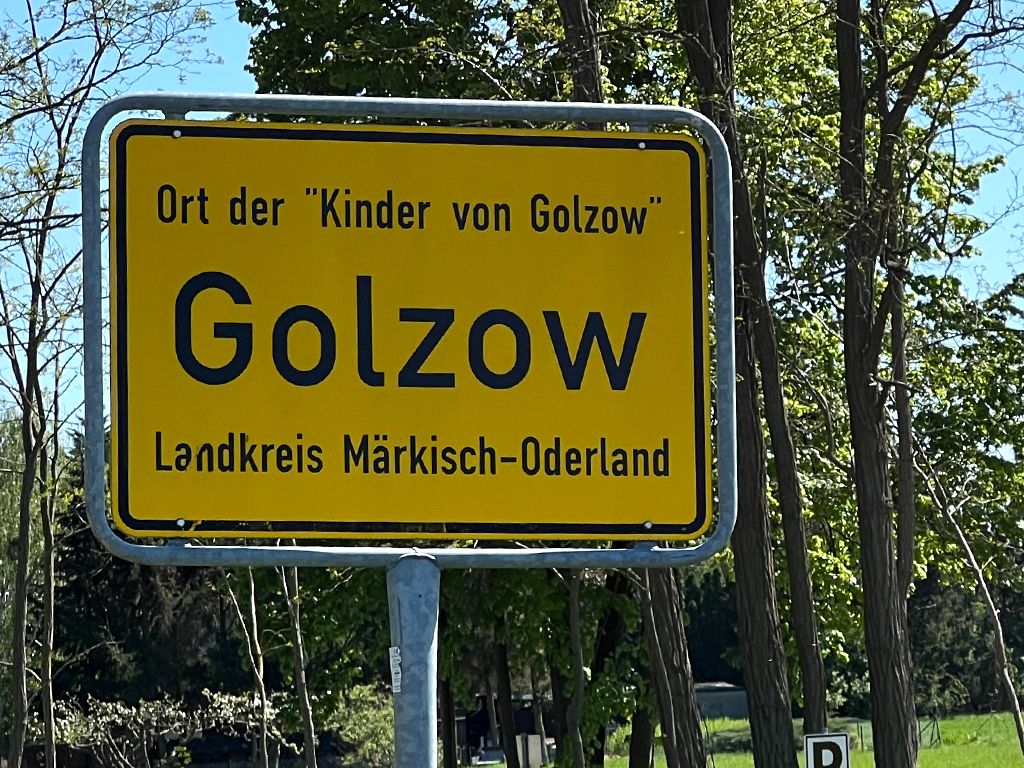 Ort der "Kinder von Golzow"
Golzow
Landkreis Märkisch-Oderland
D